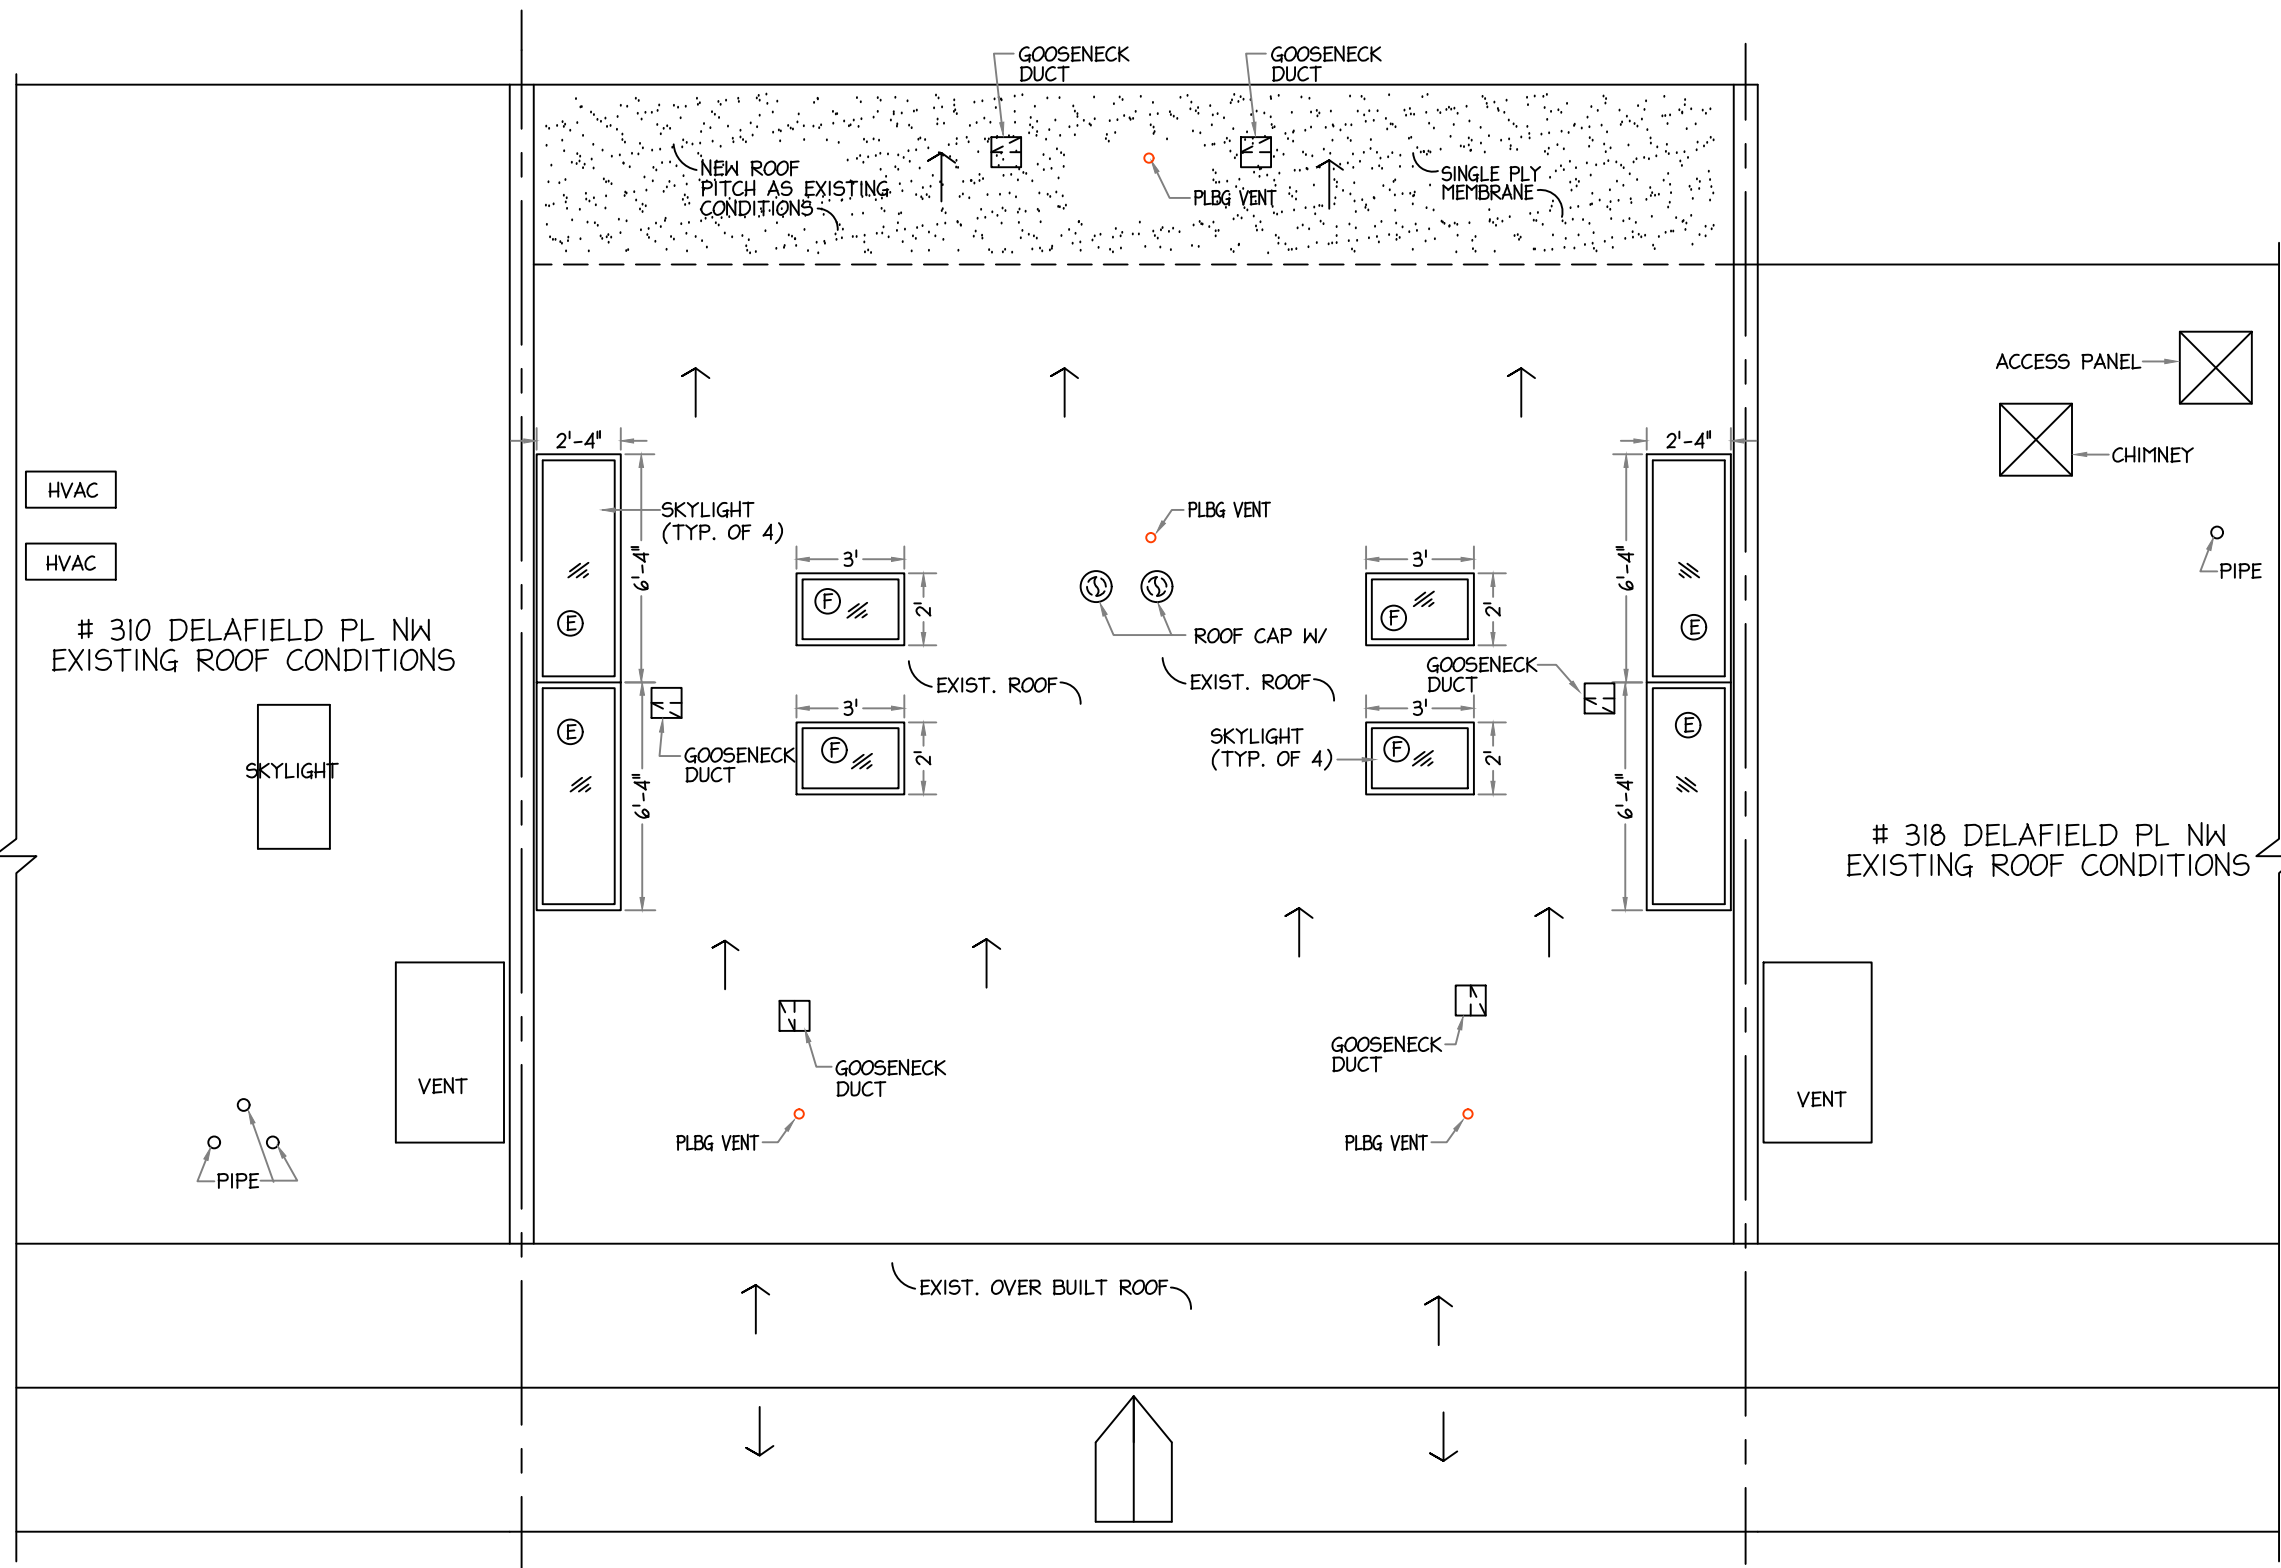 GOOSENECK
DUCT
GOOSENECK
DUCT
NEW ROOF
PITCH AS EXISTING
CONDITIONS
PLBG VENT
SINGLE PLY
MEMBRANE
ACCESS PANEL
CHIMNEY
PIPE
2'-4"
2'-4"
HVAC
HVAC
SKYLIGHT
(TYP. OF 4)
6'-4"
E
6'-4"
E
PLBG VENT
3'
F
2'
3'
F
2'
6'-4"
E
6'-4"
E
ROOF CAP W/
# 310 DELAFIELD PL NW
EXISTING ROOF CONDITIONS
EXIST. ROOF
EXIST. ROOF
GOOSENECK
DUCT
3'
F
2'
3'
F
2'
SKYLIGHT
GOOSENECK
DUCT
SKYLIGHT
(TYP. OF 4)
# 318 DELAFIELD PL NW
EXISTING ROOF CONDITIONS
GOOSENECK
DUCT
GOOSENECK
DUCT
VENT
VENT
PLBG VENT
PLBG VENT
PIPE
EXIST. OVER BUILT ROOF